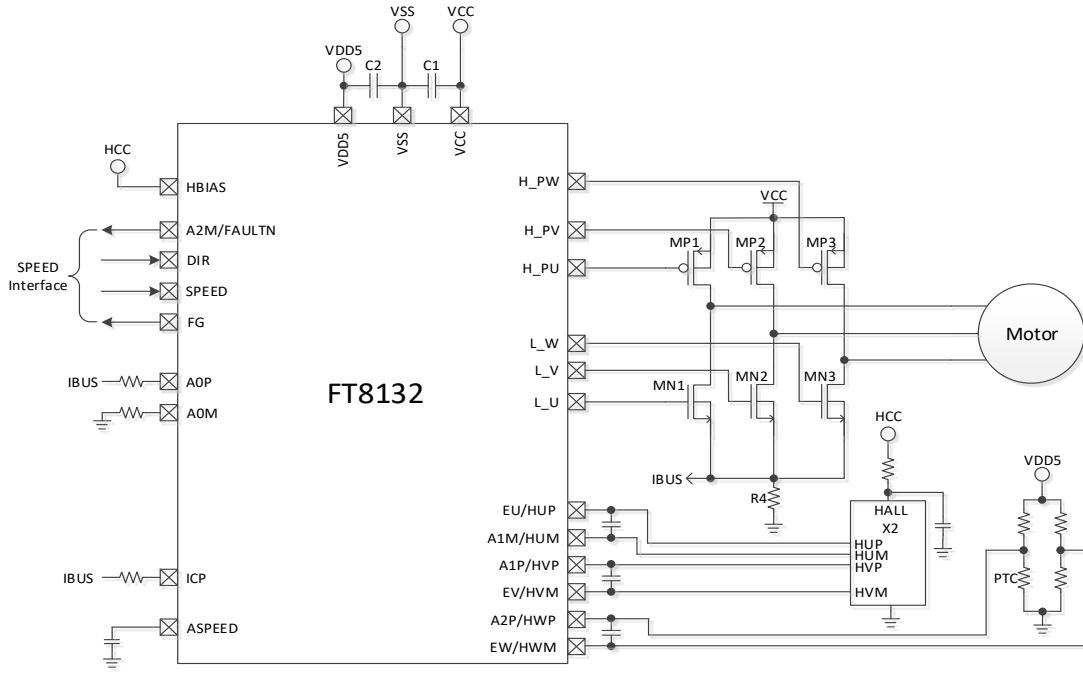 VSS
VCC
VDD5
C2
C1
VDD5
VSS
VCC
HCC
HBIAS
A2M/FAULTN
DIR
SPEED
FG
SPEED
Interface
IBUS
A0P
A0M
FT8132
IBUS
ICP
ASPEED
H_PW
H_PV
H_PU
L_W
L_V
L_U
EU/HUP
A1M/HUM
A1P/HVP
EV/HVM
A2P/HWP
EW/HWM
VCC
MP1
MP2
MP3
Motor
MN1
MN2
MN3
IBUS
R4
HCC
HALL
X2
HUP
HUM
HVP
HVM
VDD5
PTC